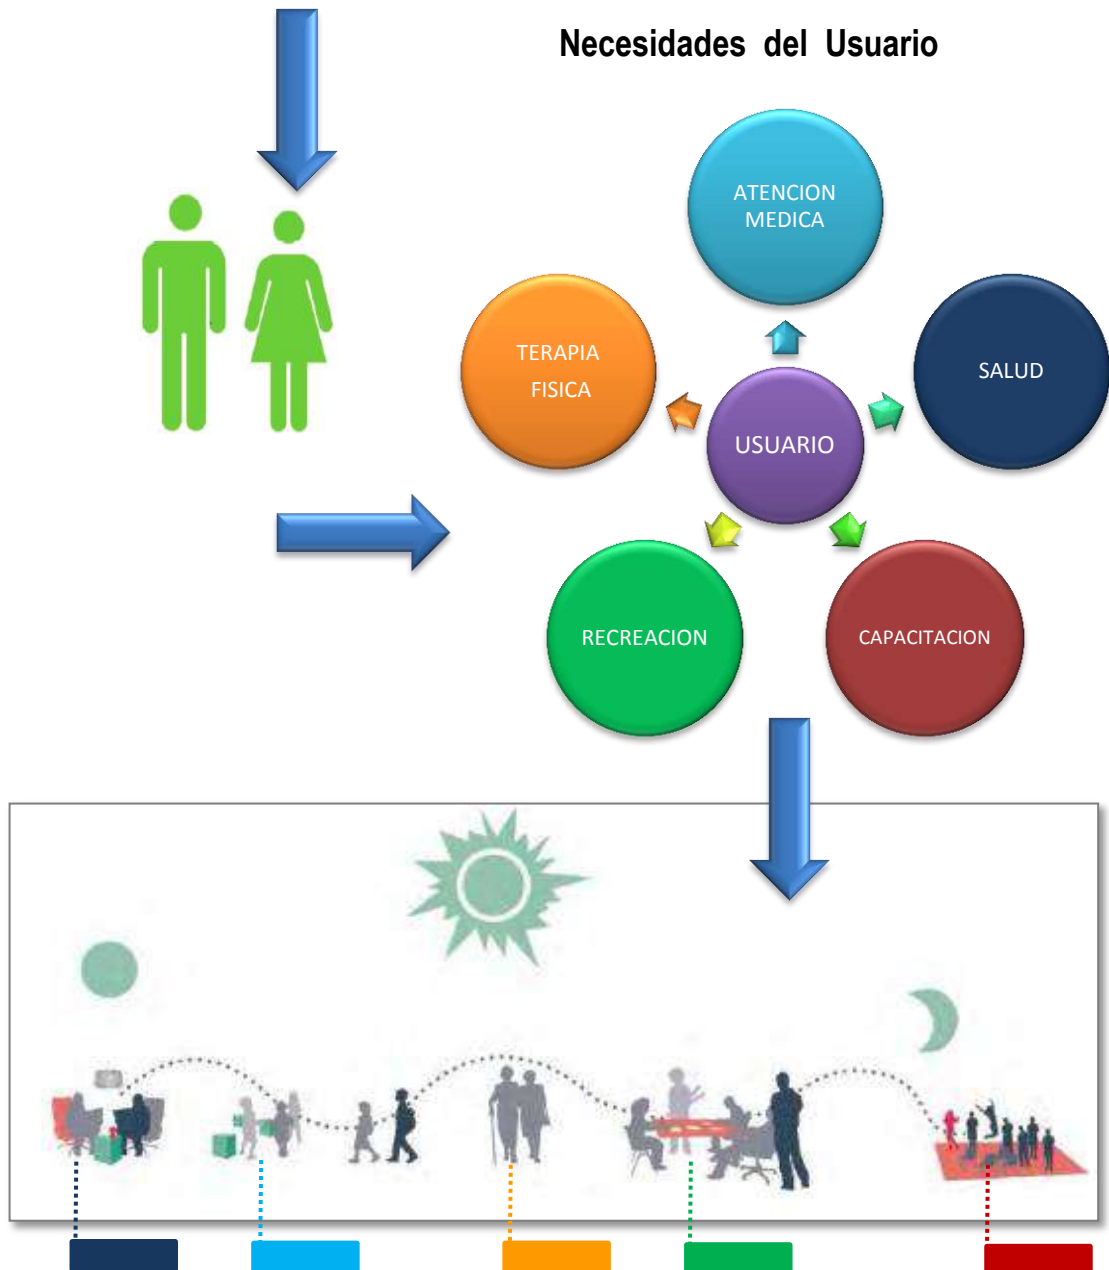 Necesidades del Usuario
ATENCION
MEDICA
TERAPIA
FISICA
SALUD
USUARIO
RECREACION
CAPACITACION